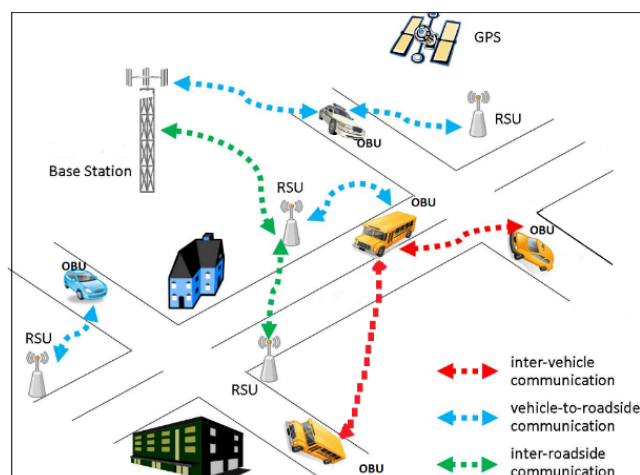 GPS
RSU
OBU
Base Station
RSU
OBU
OBU
OBU
RSU
RSU
OBU
inter-vehicle
communication
vehicle-to-roadside
communication
inter-roadside
communication